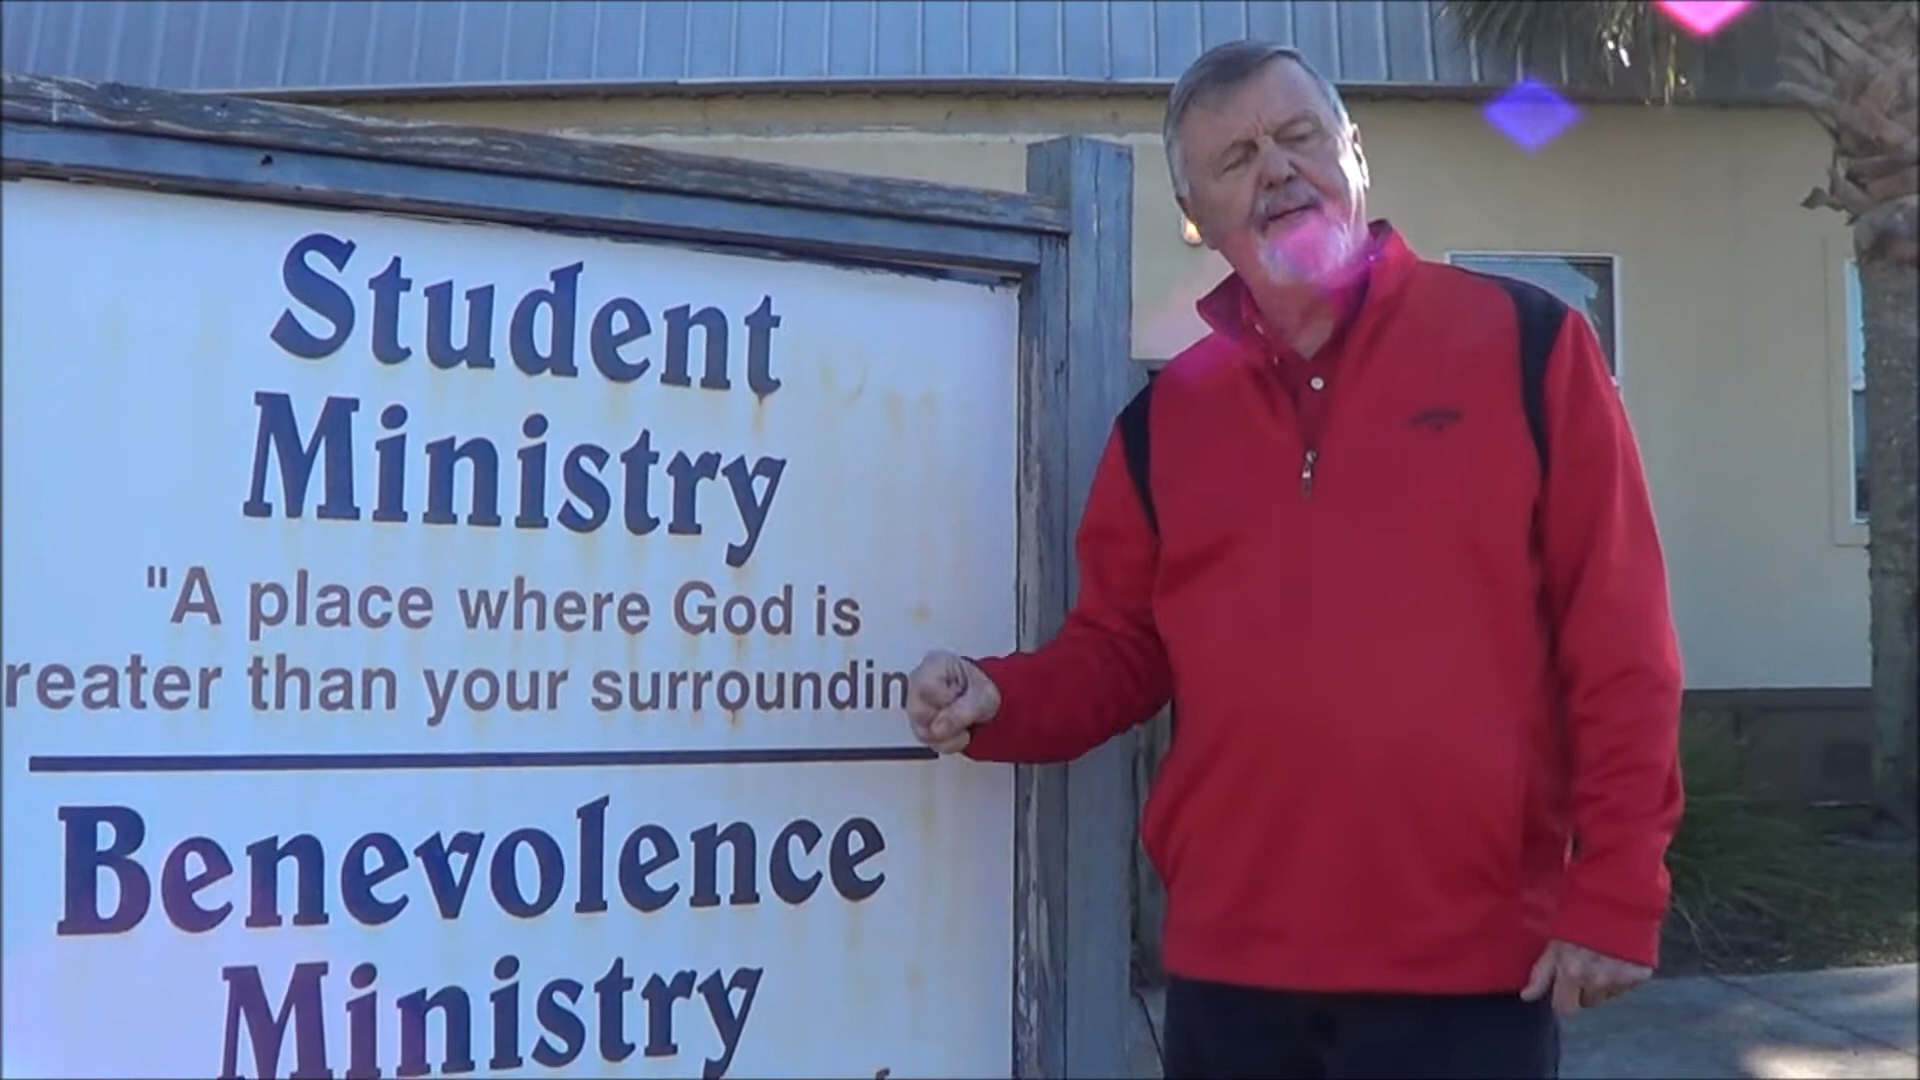 Student
Ministry
"A place where God is
reater than your surroundin
Benevolence
Ministry